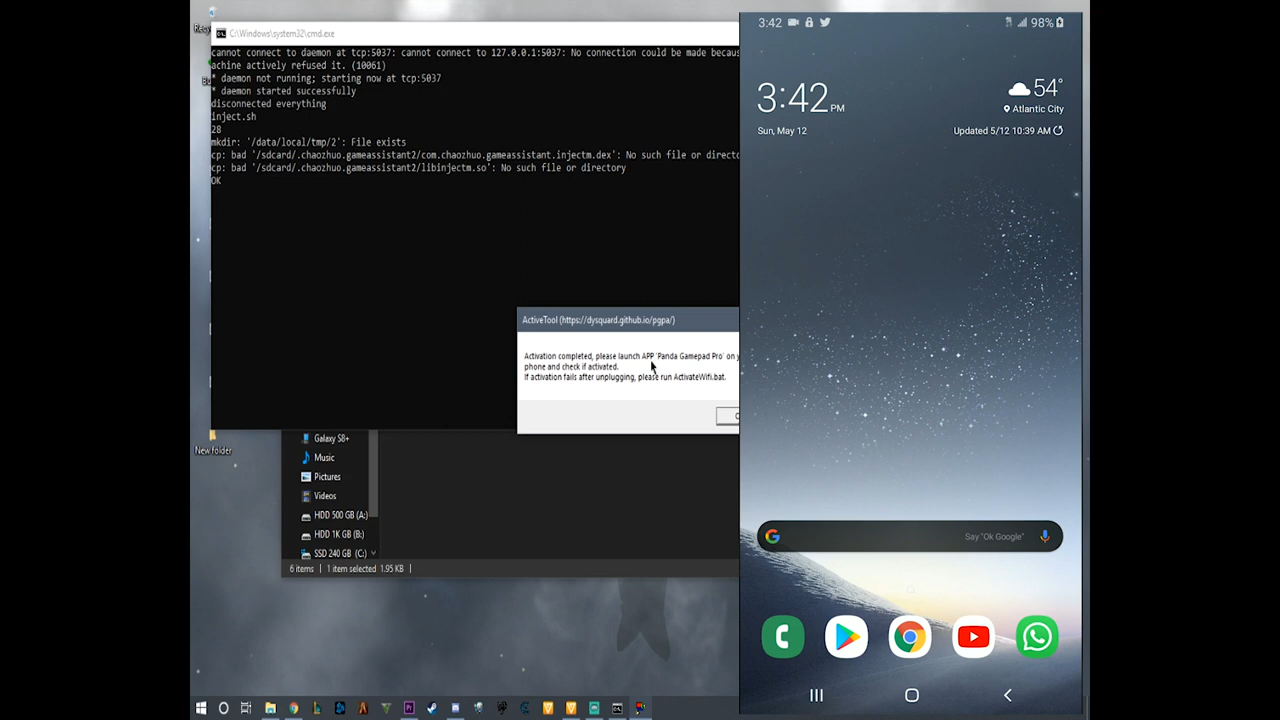 C:\Windows\system32\cmd.exe
cannot connect to daemon at tcp:5037: cannot connect to 127.0.0.1:5037: No connection could be made
achine actively refused it. (10061)
* daemon not running; starting now at tcp:5037
* daemon started successfully
disconnected everything
inject.sh
28
mkdir: '/data/local/tmp/2': File exists
cp: bad '/sdcard/.chaozhuo.gameassistant2/com.chaozhuo.gameassistant.injectm.dex': No such file or directo
cp: bad '/sdcard/.chaozhuo.gameassistant2/libinjectm.so': No such file or directory
OK
ActiveTool (https://dysquard.github.io/pgpa/)
Activation completed, please launch APP 'Panda Gamepad Pro' on
phone and check if activated.
If activation fails after unplugging, please run ActivateWifi.bat.
New folder
Galaxy S8+
Music
Pictures
Videos
HDD 500 GB (A:)
HDD 1K GB (B:)
SSD 240 GB (C:)
6 items 1 item selected 1.95 KB
3:42 98%
3:42 PM
Sun, May 12
54°
Atlantic City
Updated 5/12 10:39 AM
Say "Ok Google"